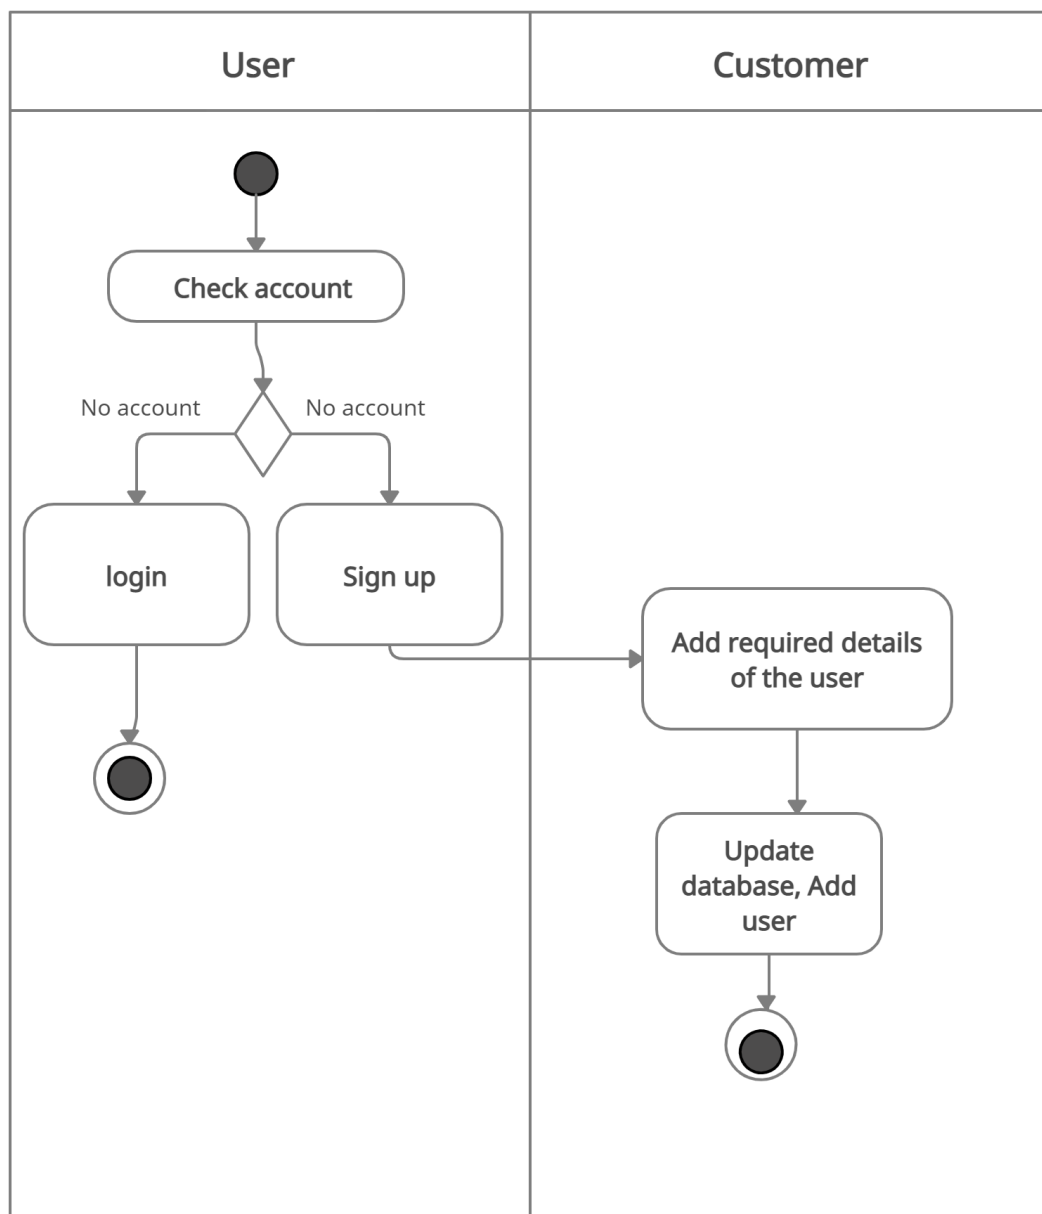 User
Customer
Check account
No account
No account
login
Sign up
Add required details
of the user
Update
database, Add
user